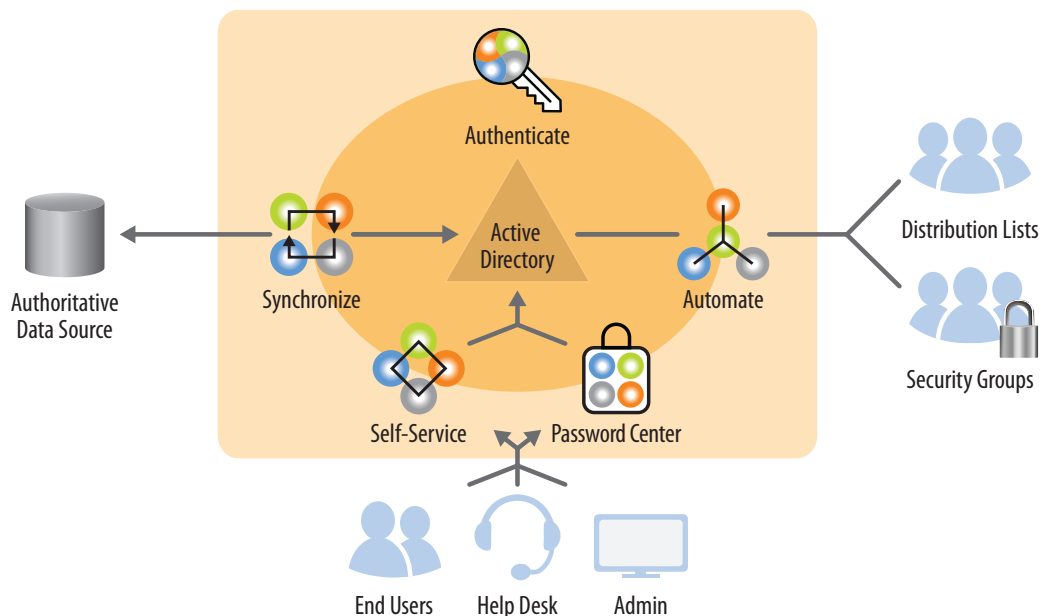 Authenticate
Active
Directory
Synchronize
Automate
Authoritative
Data Source
Distribution Lists
Security Groups
Self-Service
Password Center
End Users
Help Desk
Admin